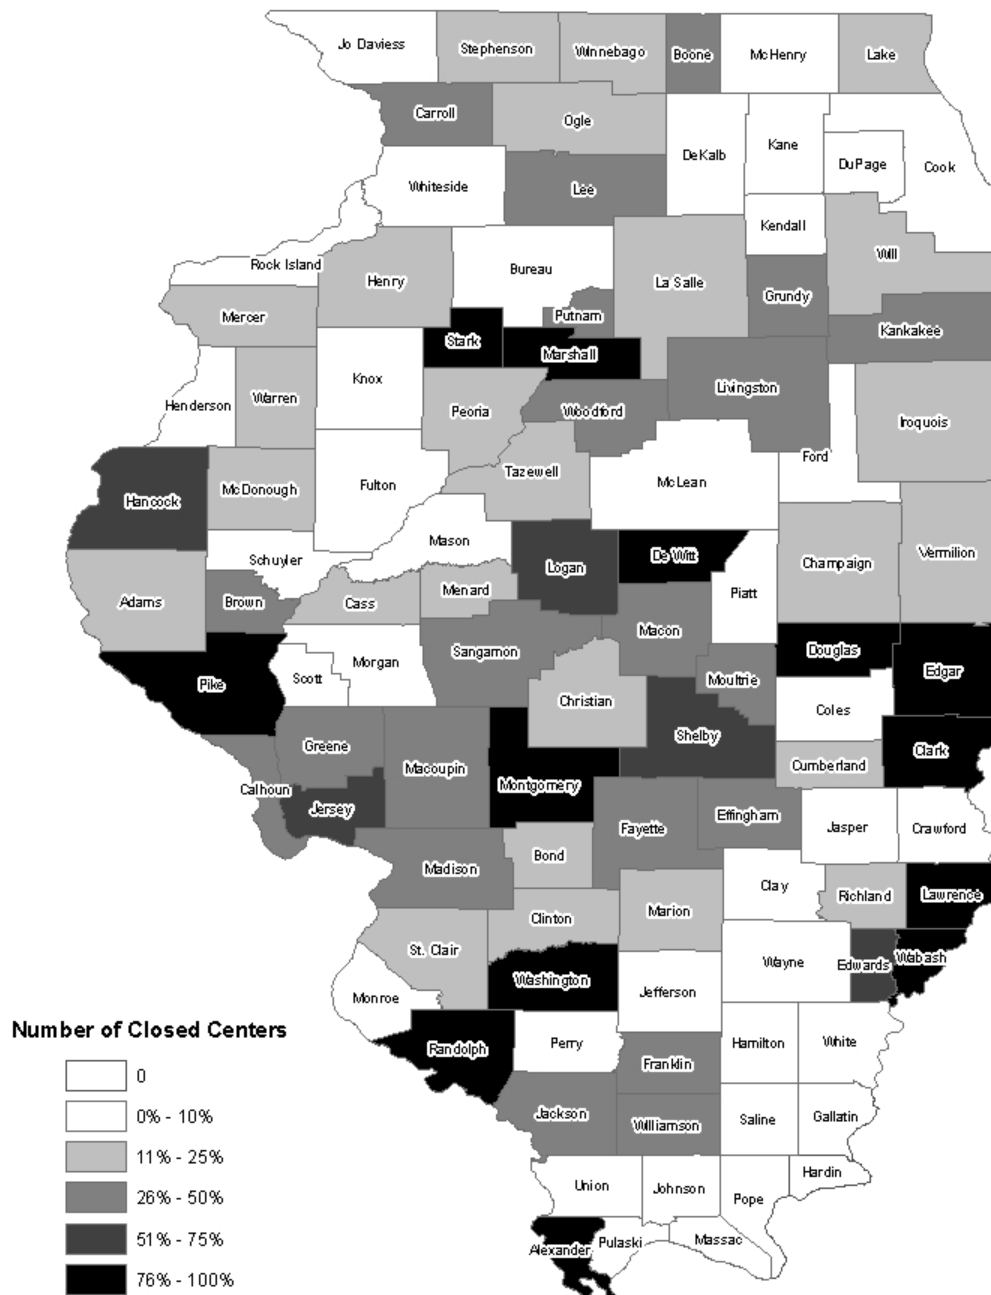 Jo Daviess
Stephenson
Winnebago
Boone
McHenry
Lake
Carroll
Ogle
DeKalb
Kane
DuPage
Cook
Whiteside
Lee
Kendall
Rock Island
Henry
Bureau
La Salle
Will
Grundy
Mercer
Putnam
Kankakee
Stark
Marshall
Knox
Henderson
Warren
Peoria
Woodford
Livingston
Iroquois
Ford
Hancock
McDonough
Fulton
Tazewell
McLean
Mason
Schuyler
Logan
De Witt
Champaign
Vermilion
Adams
Brown
Cass
Menard
Piatt
Macon
Sangamon
Douglas
Edgar
Pike
Scott
Morgan
Christian
Moultrie
Coles
Greene
Macoupin
Shelby
Clark
Cumberland
Calhoun
Jersey
Montgomery
Fayette
Effingham
Jasper
Crawford
Madison
Bond
Clay
Richland
Lawrence
St. Clair
Clinton
Marion
Wayne
Edwards
Wabash
Washington
Jefferson
Monroe
Randolph
Perry
Hamilton
White
Franklin
Jackson
Williamson
Saline
Gallatin
Union
Johnson
Pope
Hardin
Alexander
Pulaski
Massac
Number of Closed Centers
0
0% - 10%
11% - 25%
26% - 50%
51% - 75%
76% - 100%